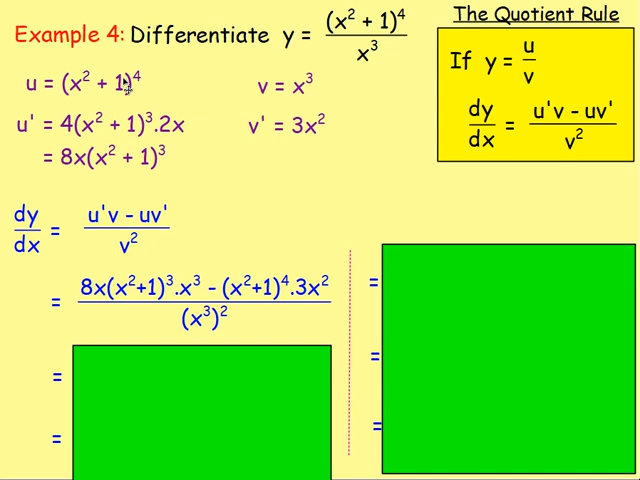 Example 4: Differentiate y = (x² + 1)⁴ / x³
The Quotient Rule
If y = u / v
dy/dx = u'v - uv' / v²
u = (x² + 1)⁴
v = x³
u' = 4(x² + 1)³.2x
v' = 3x²
= 8x(x² + 1)³
dy/dx = u'v - uv' / v²
= 8x(x²+1)³.x³ - (x²+1)⁴.3x² / (x³)²
=
=
=
=
=